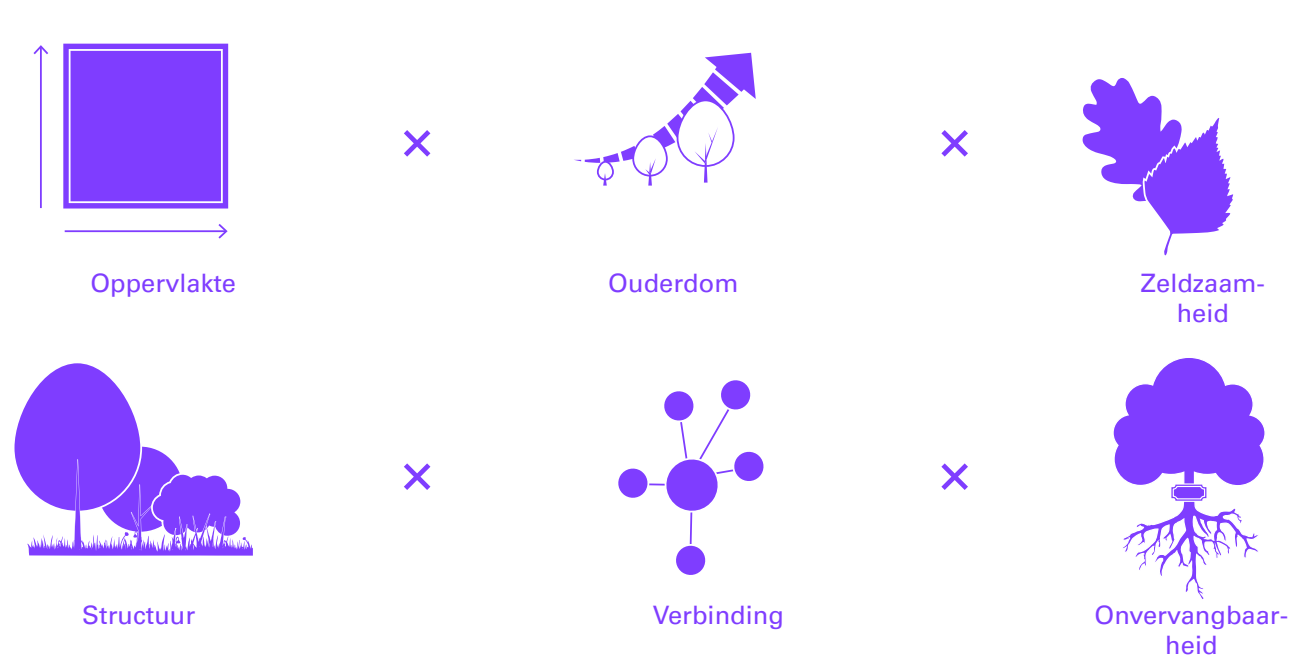 Oppervlakte
Ouderdom
Zeldzaam-
heid
Structuur
Verbinding
Onvervangbaar-
heid